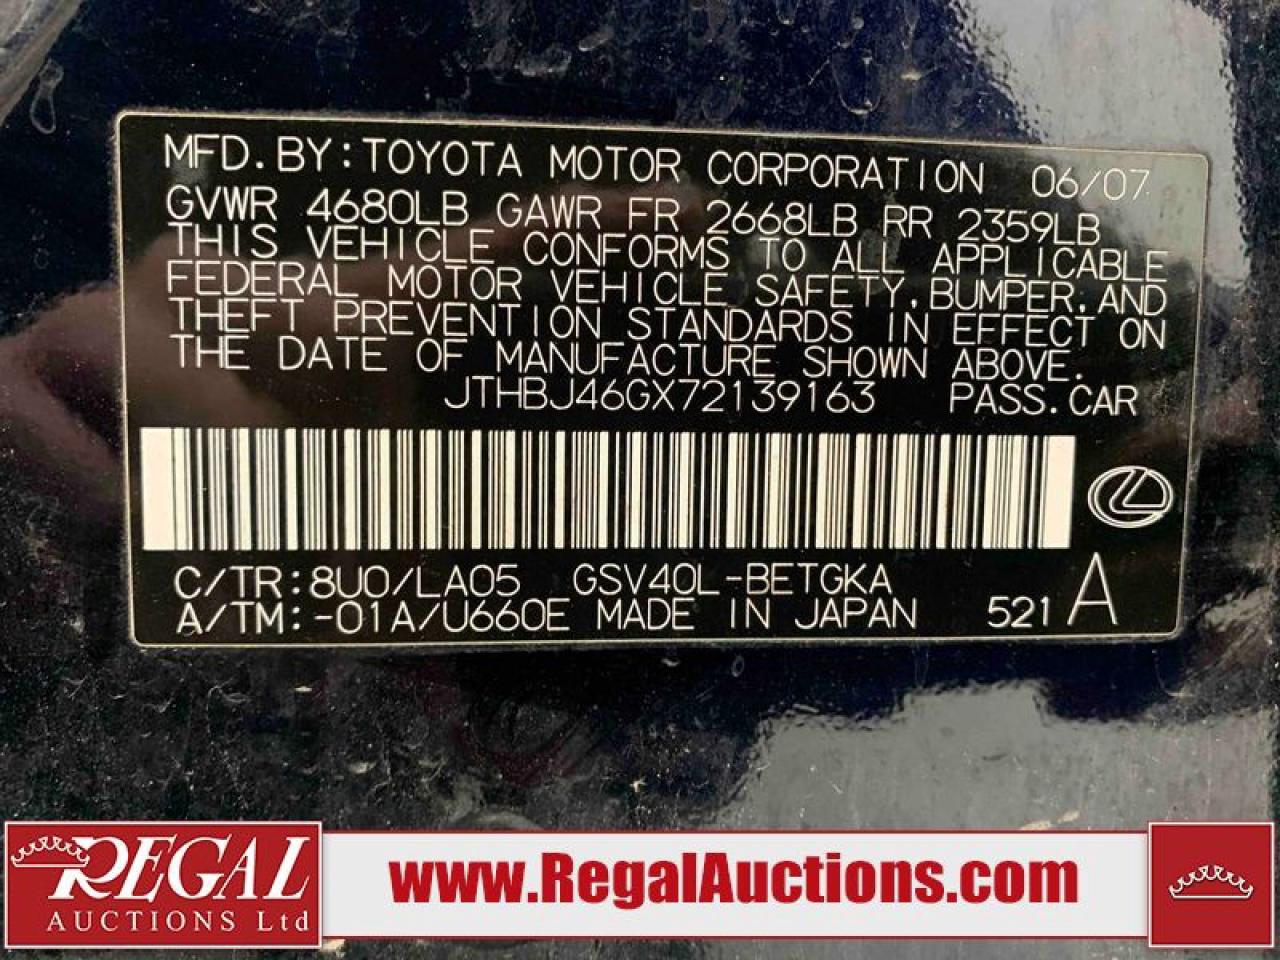 MFD. BY: TOYOTA MOTOR CORPORATION 06/07
GVWR 4680LB GAWR FR 2668LB RR 2359LB
THIS VEHICLE CONFORMS TO ALL APPLICABLE
FEDERAL MOTOR VEHICLE SAFETY, BUMPER, AND
THEFT PREVENTION STANDARDS IN EFFECT ON
THE DATE OF MANUFACTURE SHOWN ABOVE.
JTHBJ46GX72139163 PASS. CAR
C/TR: 8U0/LA05 GSV40L-BETGKA
A/TM: -01A/U660E MADE IN JAPAN 521 A
REGAL
AUCTIONS Ltd
www.RegalAuctions.com